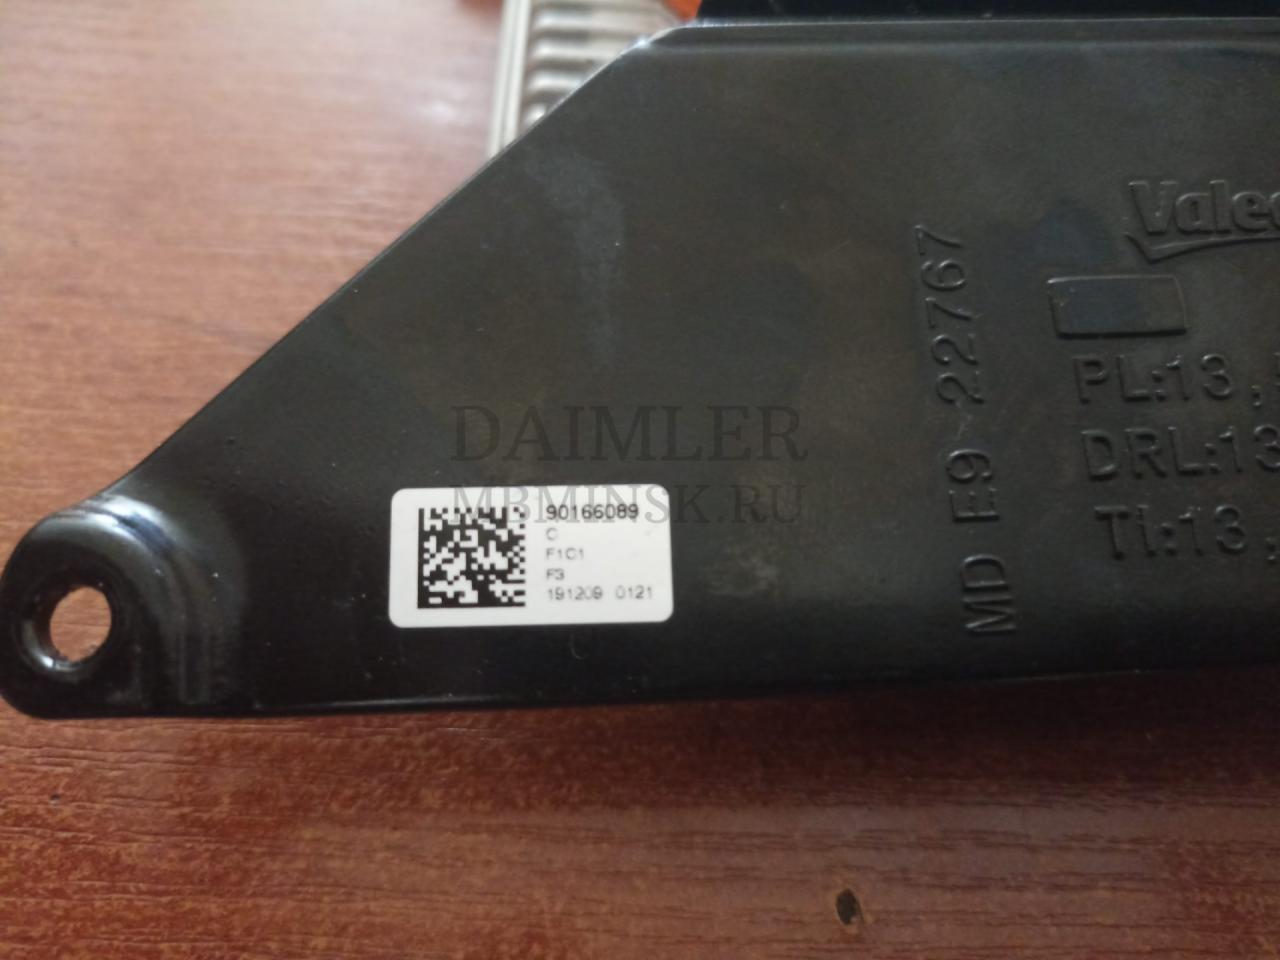 Valeo
MD E9 22767
PL:13
DRL:13
Ti:13
DAIMLER
MBMINSK.RU
90166089
C
F1C1
F3
191209 0121